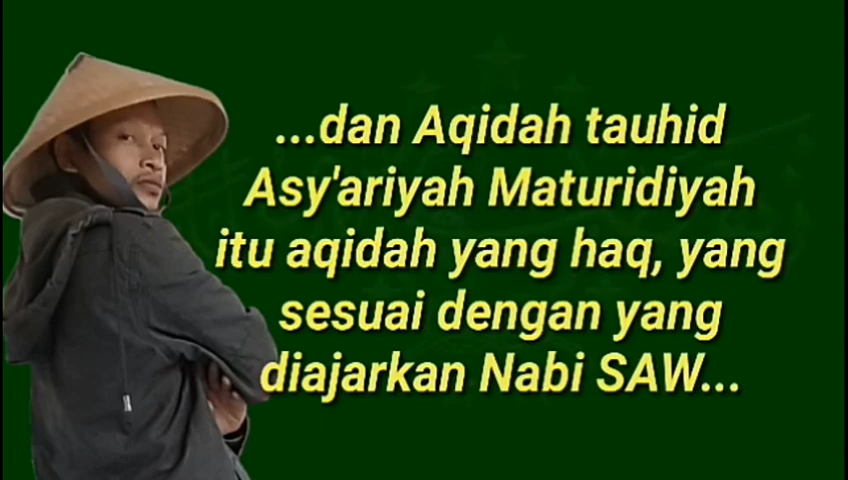 ...dan Aqidah tauhid
Asy'ariyah Maturidiyah
itu aqidah yang haq, yang
sesuai dengan yang
diajarkan Nabi SAW...